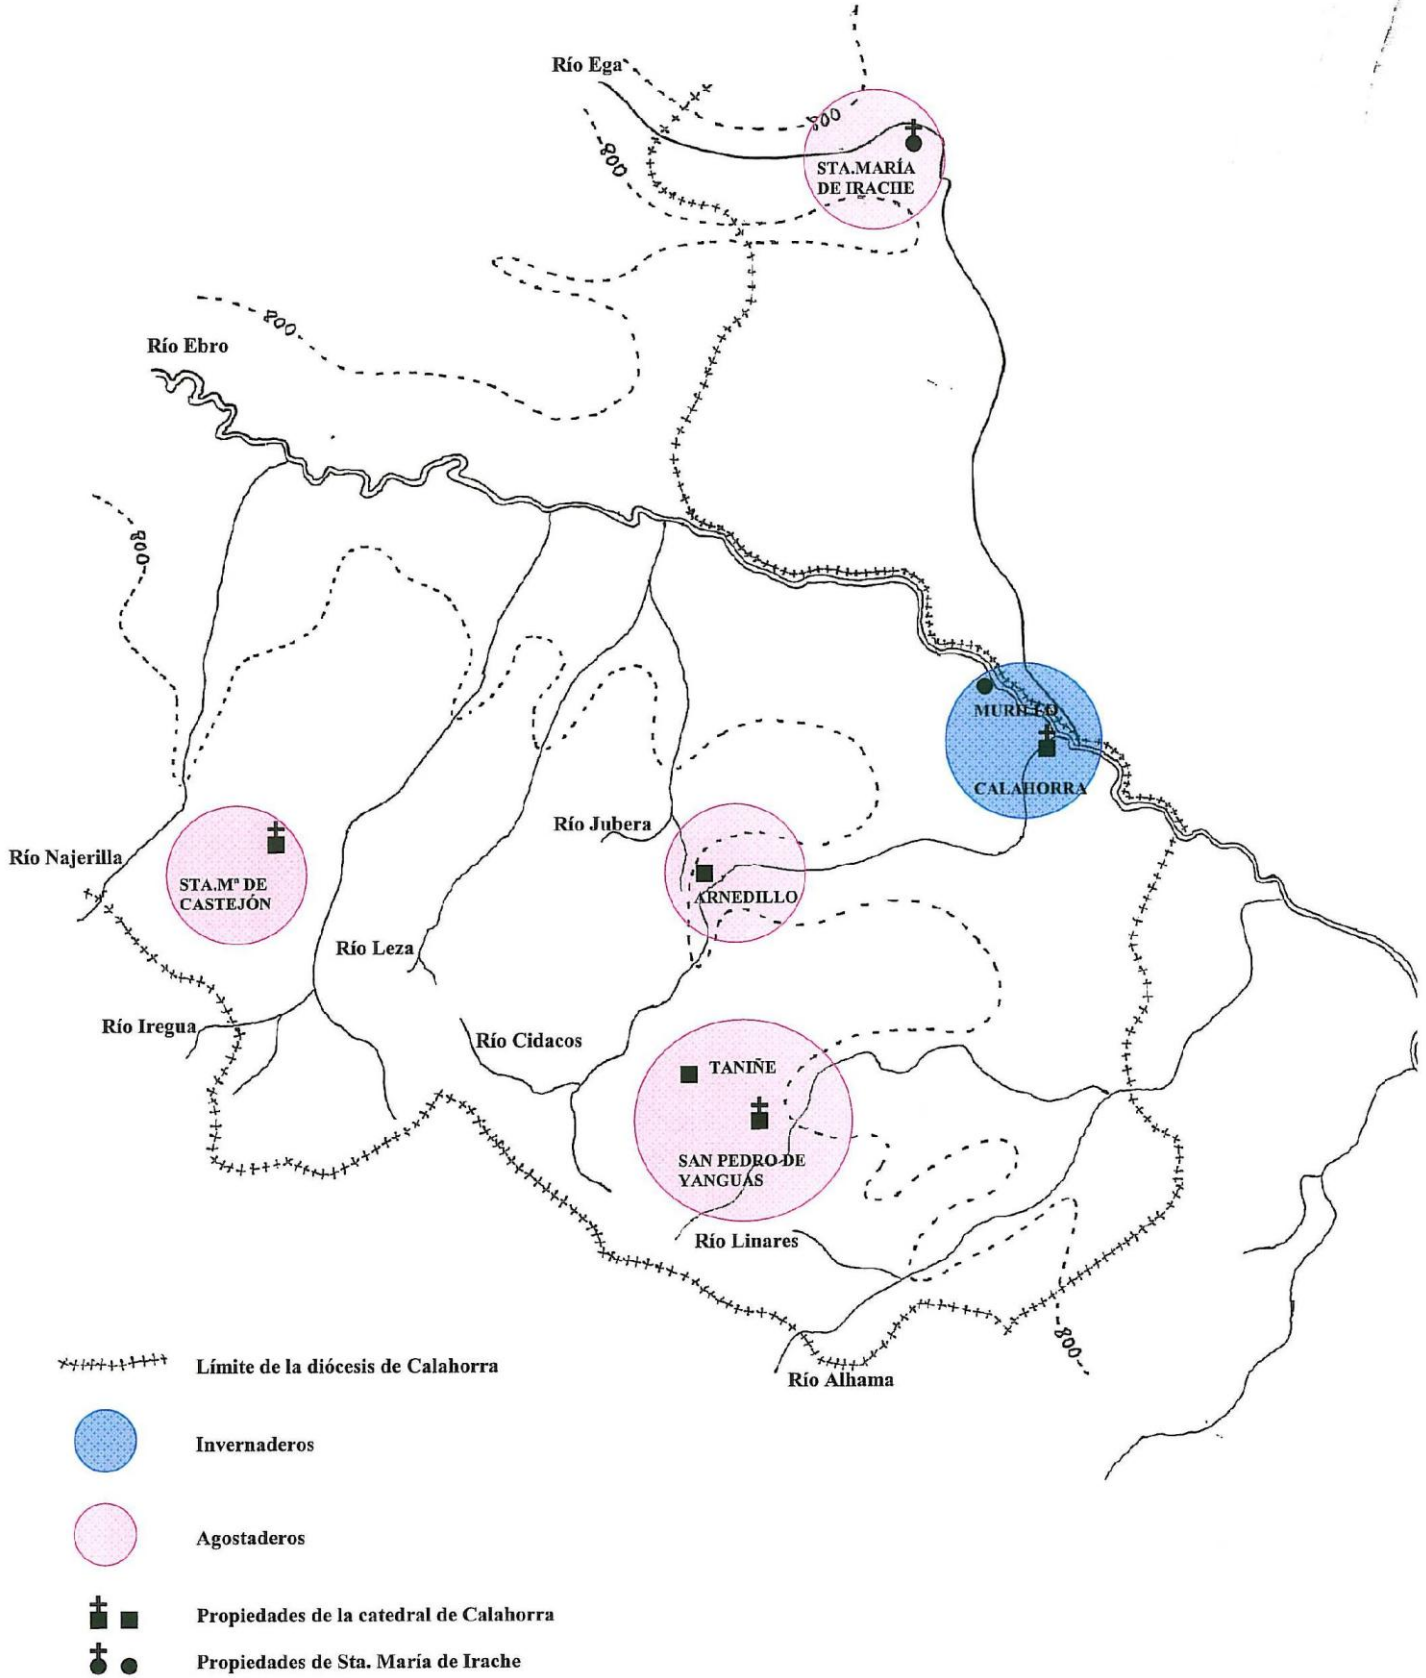 Río Ega
800
800
STA.MARÍA
DE IRACHE
800
Río Ebro
800
MURILLO
CALAHORRA
Río Jubera
Río Najerilla
STA.Mª DE
CASTEJÓN
ARNEDILLO
Río Leza
Río Iregua
Río Cidacos
TANIÑE
SAN PEDRO DE
YANGUAS
Río Linares
800
Río Alhama
Límite de la diócesis de Calahorra
Invernaderos
Agostaderos
Propiedades de la catedral de Calahorra
Propiedades de Sta. María de Irache